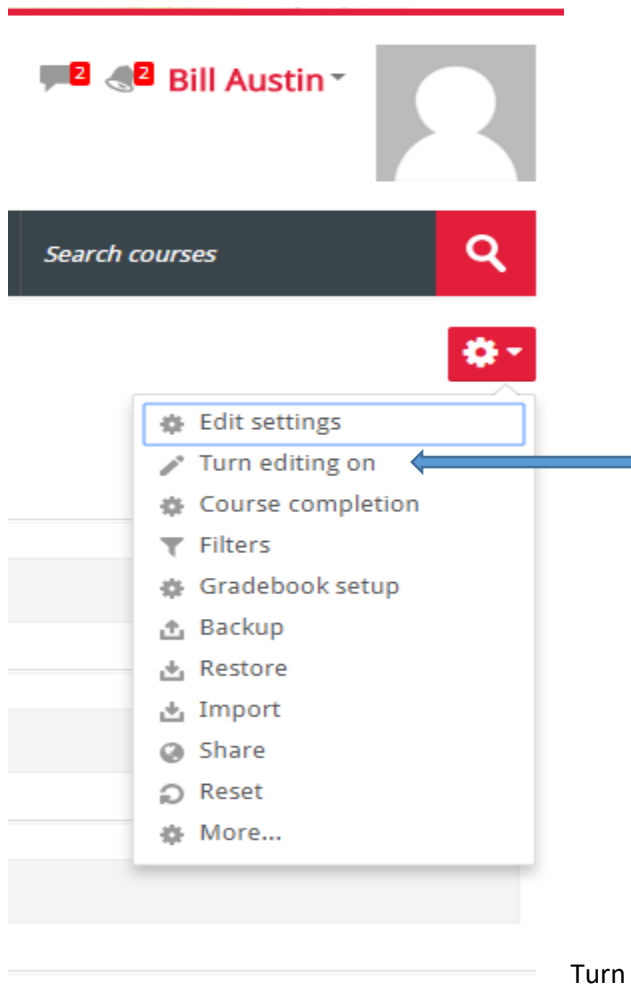 2 2 Bill Austin
Search courses
Edit settings
Turn editing on
Course completion
Filters
Gradebook setup
Backup
Restore
Import
Share
Reset
More...
Turn